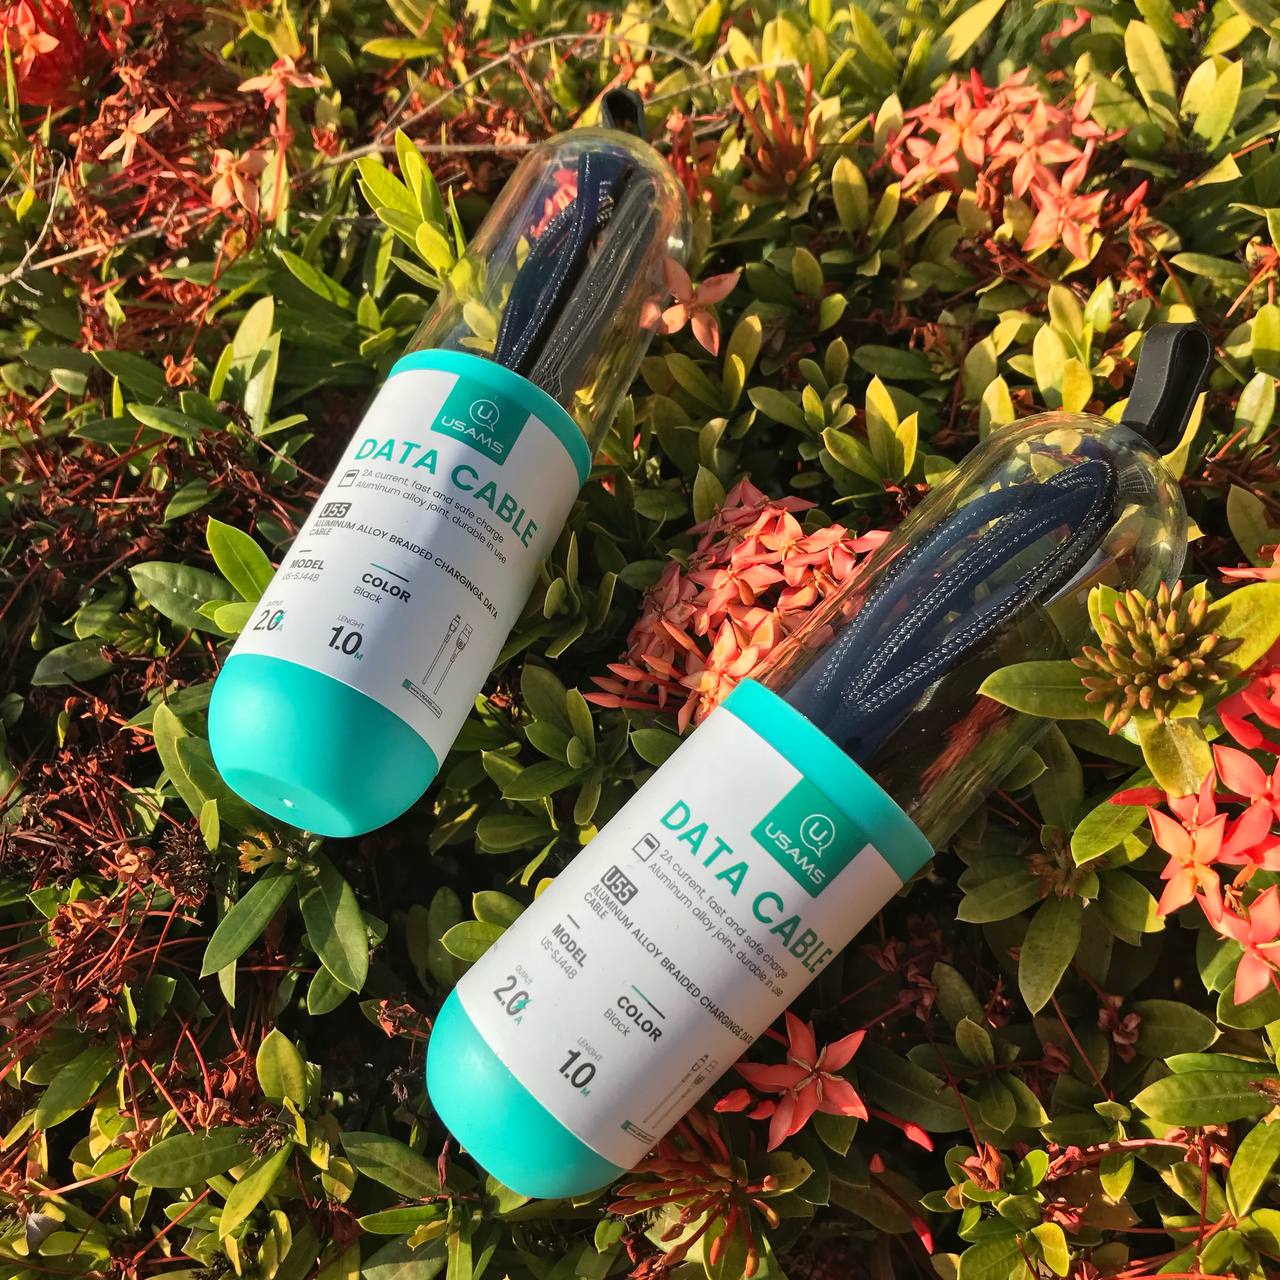 USAMS
DATA CABLE
2A current, fast and safe charge
Aluminum alloy joint, durable in use
U55
ALUMINUM ALLOY BRAIDED CHARGING& DATA
CABLE
MODEL
US-SJ448
COLOR
Black
OUTPUT
2.0A
LENGHT
1.0M
USAMS
DATA CABLE
2A current, fast and safe charge
Aluminum alloy joint, durable in use
U55
ALUMINUM ALLOY BRAIDED CHARGING& DATA
CABLE
MODEL
US-SJ448
COLOR
Black
OUTPUT
2.0A
LENGHT
1.0M